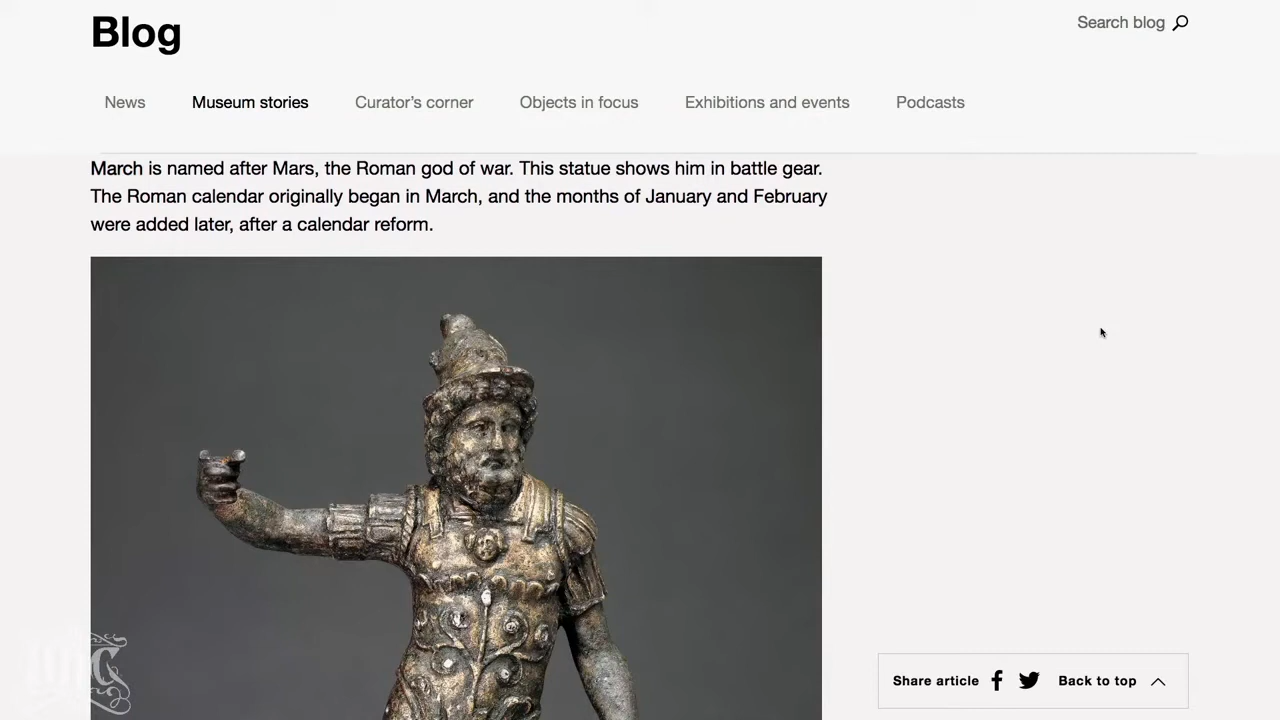 Blog
Search blog
News Museum stories Curator's corner Objects in focus Exhibitions and events Podcasts
March is named after Mars, the Roman god of war. This statue shows him in battle gear.
The Roman calendar originally began in March, and the months of January and February
were added later, after a calendar reform.
Share article Back to top